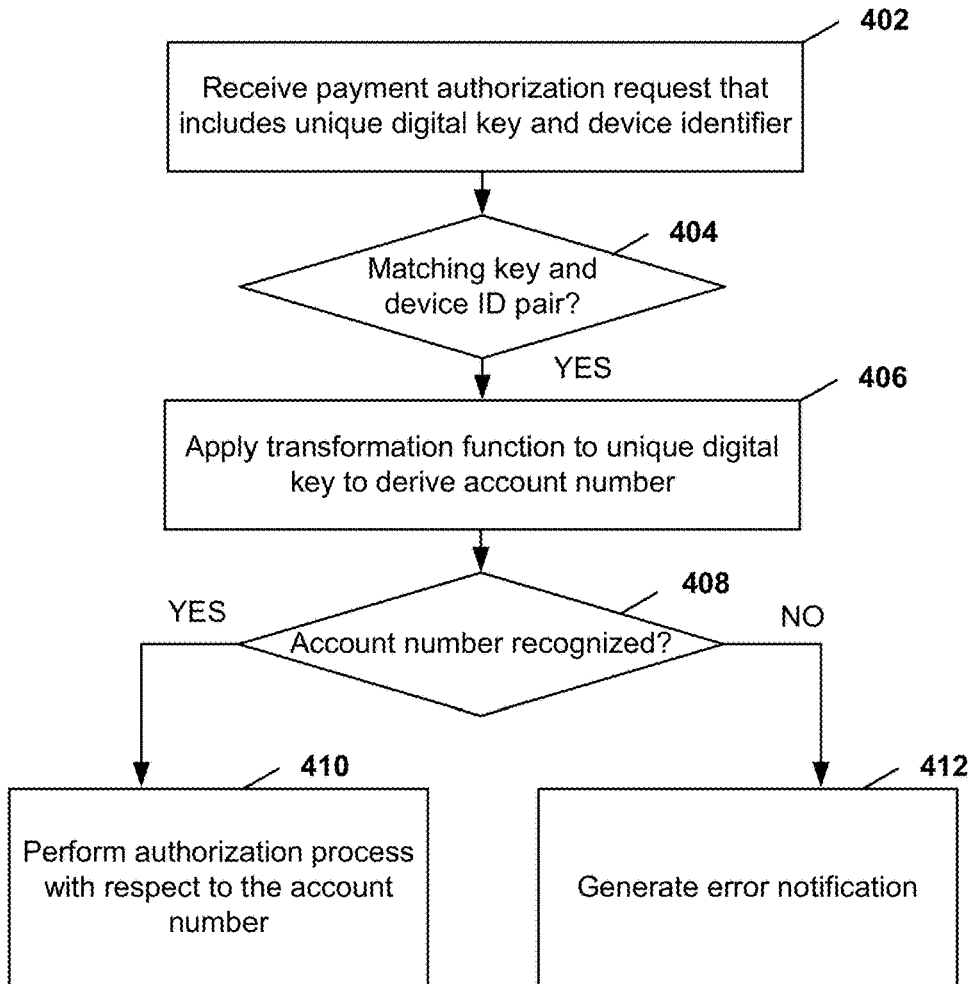 402
Receive payment authorization request that
includes unique digital key and device identifier
404
Matching key and
device ID pair?
YES
406
Apply transformation function to unique digital
key to derive account number
408
YES
NO
Account number recognized?
410
412
Perform authorization process
with respect to the account
number
Generate error notification